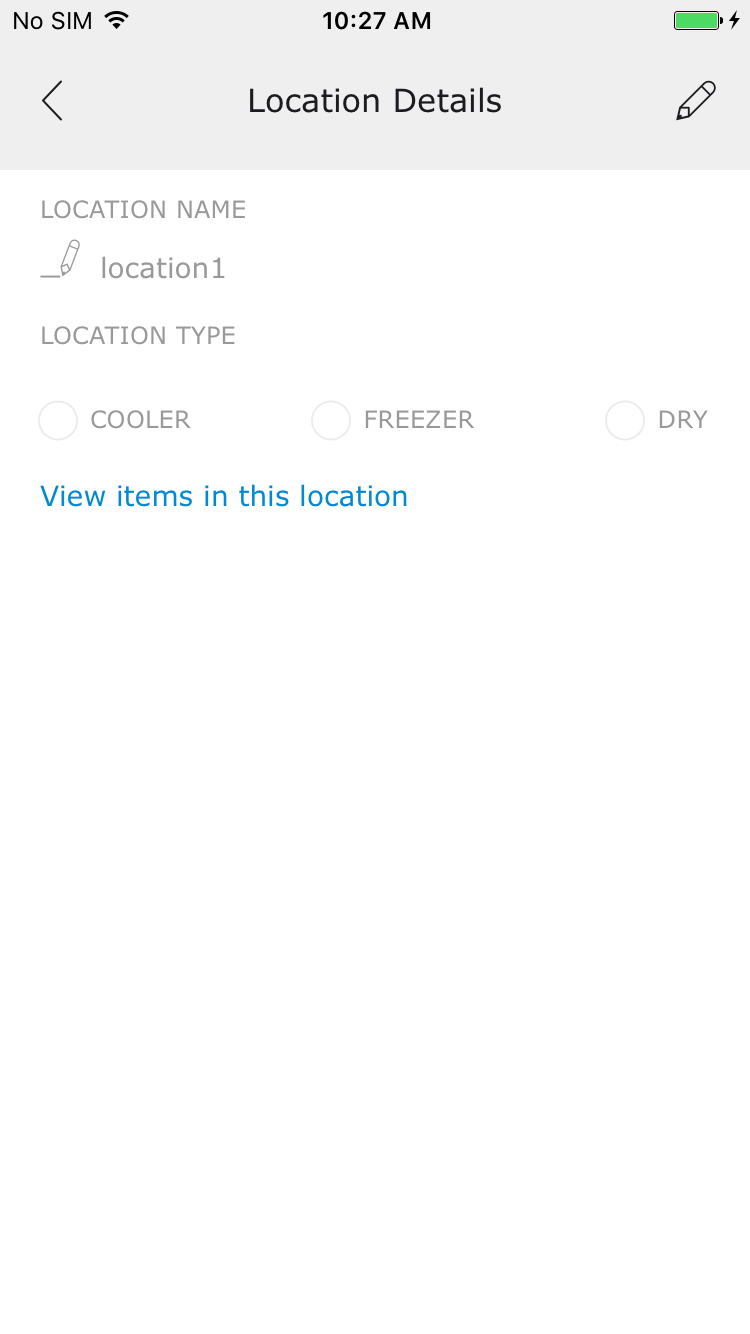 No SIM 10:27 AM
Location Details
LOCATION NAME
location1
LOCATION TYPE
COOLER FREEZER DRY
View items in this location